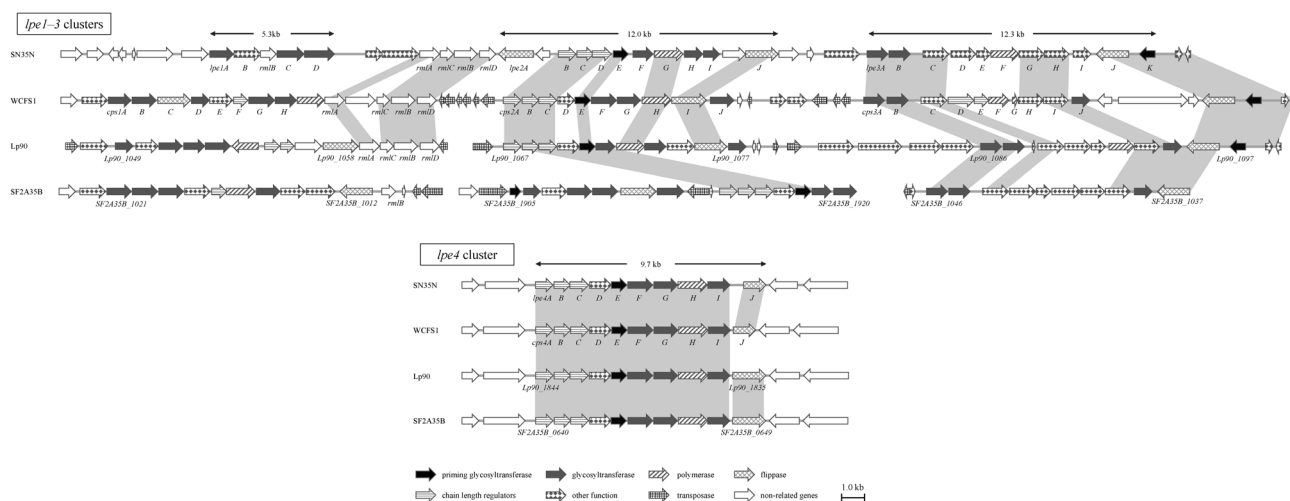 lpe1–3 clusters
5.3kb 12.0 kb 12.3 kb
SN35N
lpe1A B rmlB C D rmlA rmlC rmlB rmlD lpe2A B C D E F G H I J lpe3A B C D E F G H I J K
WCFS1
cps1A B C D E F G H rmlA rmlC rmlB rmlD cps2A B C D E F G H I J cps3A B C D E F G H I J
Lp90
Lp90_1049 Lp90_1058 rmlA rmlC rmlB rmlD Lp90_1067 Lp90_1077 Lp90_1086 Lp90_1097
SF2A35B
SF2A35B_1021 SF2A35B_1012 rmlB SF2A35B_1905 SF2A35B_1920 SF2A35B_1046 SF2A35B_1037
lpe4 cluster
9.7 kb
SN35N
lpe4A B C D E F G H I J
WCFS1
cps4A B C D E F G H I J
Lp90
Lp90_1844 Lp90_1835
SF2A35B
SF2A35B_0640 SF2A35B_0649
priming glycosyltransferase glycosyltransferase polymerase flippase
chain length regulators other function transposase non-related genes 1.0 kb